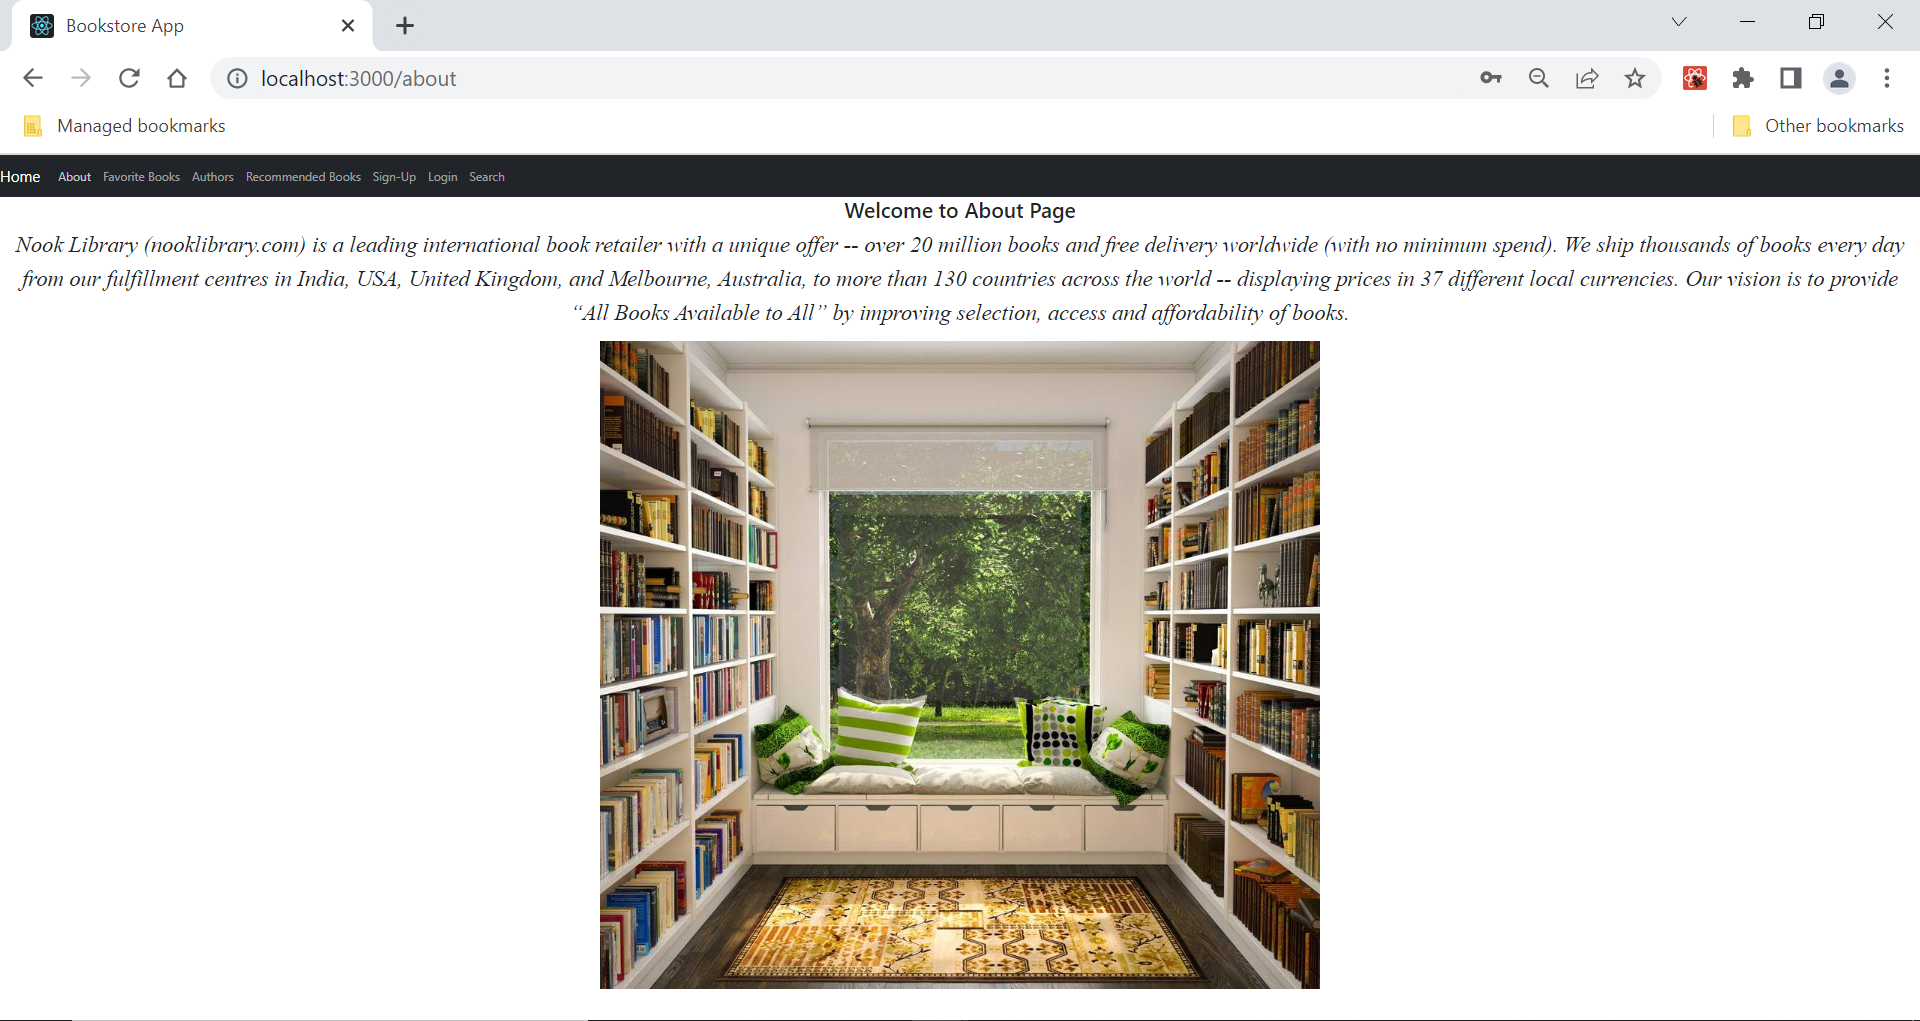 Bookstore App
localhost:3000/about
Managed bookmarks
Other bookmarks
Home About Favorite Books Authors Recommended Books Sign-Up Login Search
Welcome to About Page
Nook Library (nooklibrary.com) is a leading international book retailer with a unique offer -- over 20 million books and free delivery worldwide (with no minimum spend). We ship thousands of books every day
from our fulfillment centres in India, USA, United Kingdom, and Melbourne, Australia, to more than 130 countries across the world -- displaying prices in 37 different local currencies. Our vision is to provide
“All Books Available to All” by improving selection, access and affordability of books.